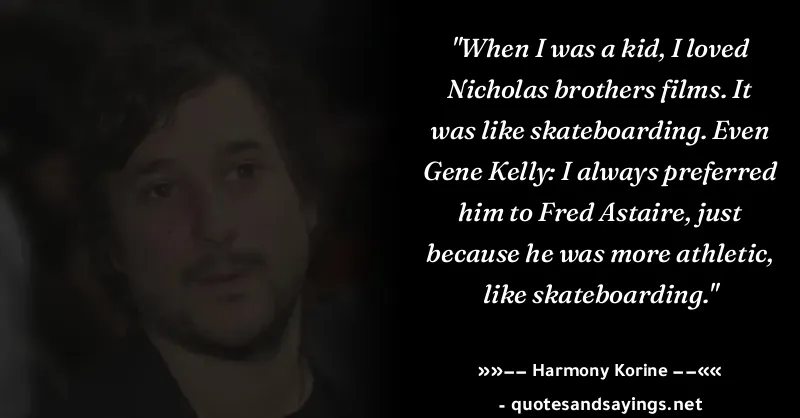 "When I was a kid, I loved
Nicholas brothers films. It
was like skateboarding. Even
Gene Kelly: I always preferred
him to Fred Astaire, just
because he was more athletic,
like skateboarding."
»»−− Harmony Korine −−««
- quotesandsayings.net